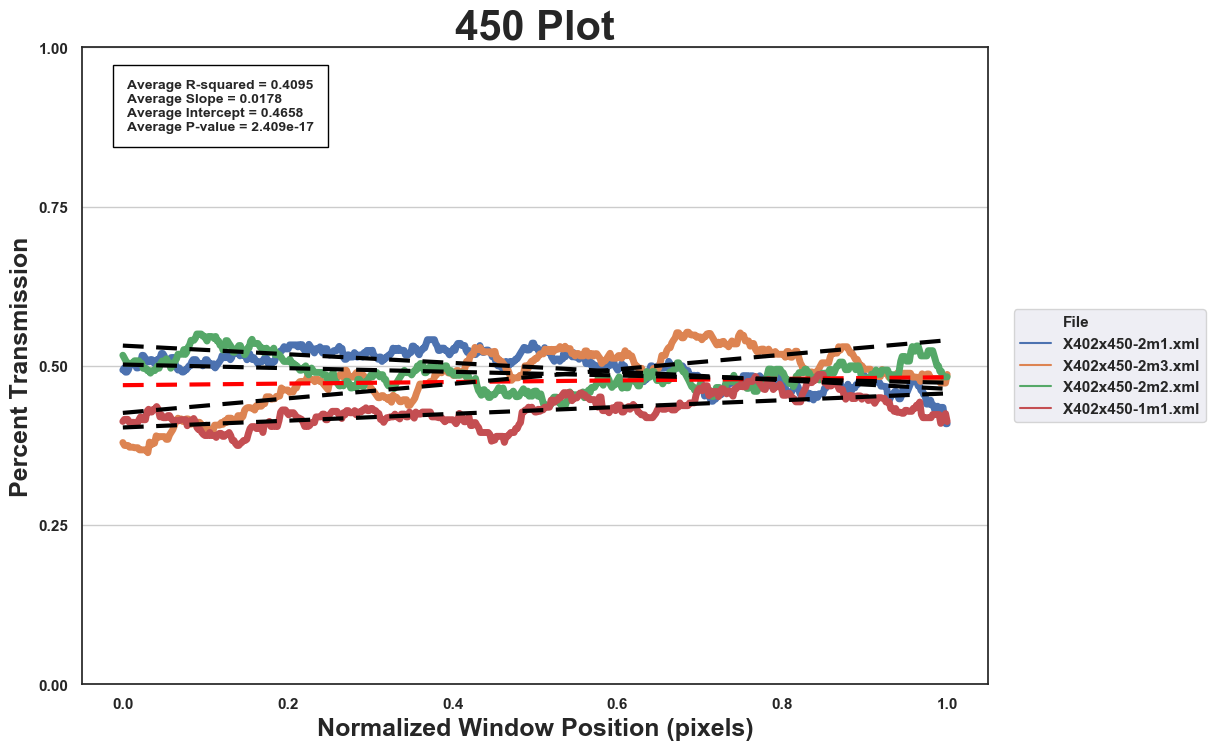 450 Plot
1.00
Average R-squared = 0.4095
Average Slope = 0.0178
Average Intercept = 0.4658
Average P-value = 2.409e-17
0.75
0.50
0.25
0.00
Percent Transmission
0.0 0.2 0.4 0.6 0.8 1.0
Normalized Window Position (pixels)
File
X402x450-2m1.xml
X402x450-2m3.xml
X402x450-2m2.xml
X402x450-1m1.xml